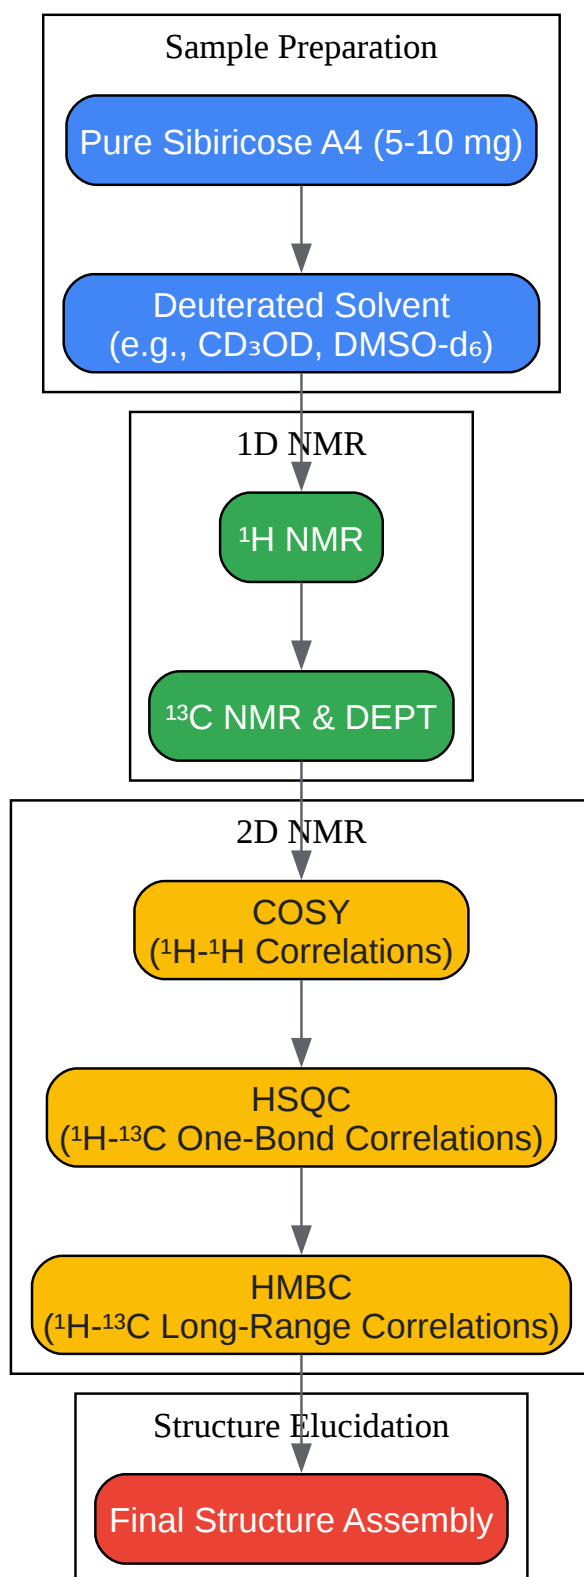 Sample Preparation
Pure Sibiricose A4 (5-10 mg)
Deuterated Solvent
(e.g., CD₃OD, DMSO-d₆)
1D NMR
¹H NMR
¹³C NMR & DEPT
2D NMR
COSY
(¹H-¹H Correlations)
HSQC
(¹H-¹³C One-Bond Correlations)
HMBC
(¹H-¹³C Long-Range Correlations)
Structure Elucidation
Final Structure Assembly